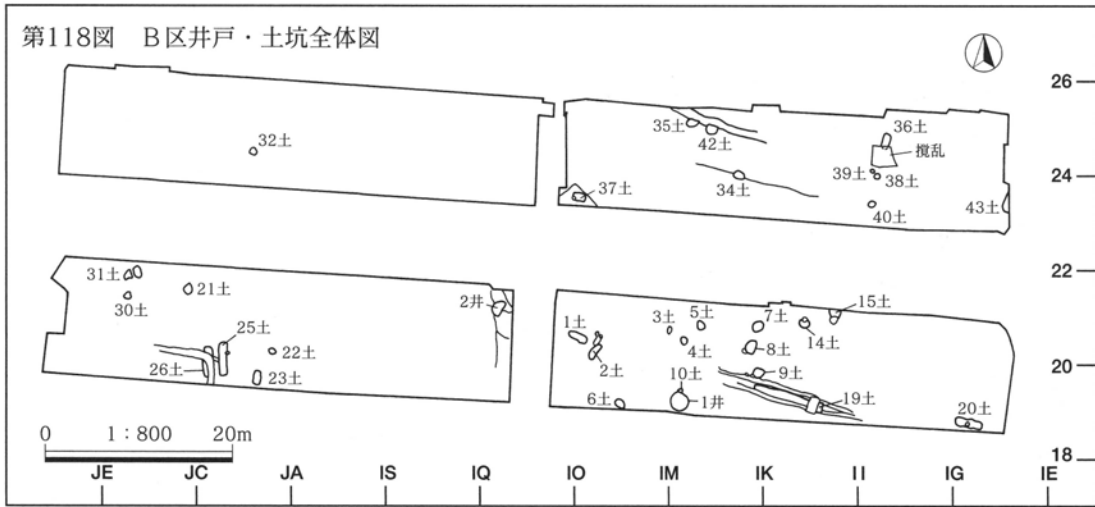 第118図 B区井戸・土坑全体図
26
24
22
20
18
32土
35土
42土
34土
37土
36土
撹乱
39土
38土
40土
43土
31土
30土
21土
25土
26土
22土
23土
2井
1土
2土
3土
4土
5土
6土
7土
8土
9土
10土
1井
14土
15土
19土
20土
0 1：800 20m
JE JC JA IS IQ IO IM IK II IG IE